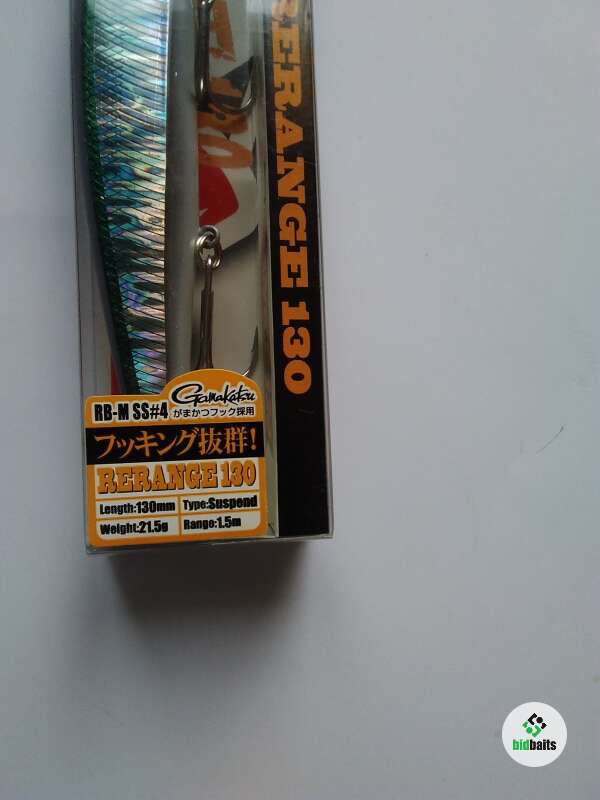 RERANGE 130
RB-M SS#4 Gamakatsu
がまかつフック採用
フッキング抜群!
RERANGE 130
Length:130mm Type:Suspend
Weight:21.5g Range:1.5m
130
bidbaits